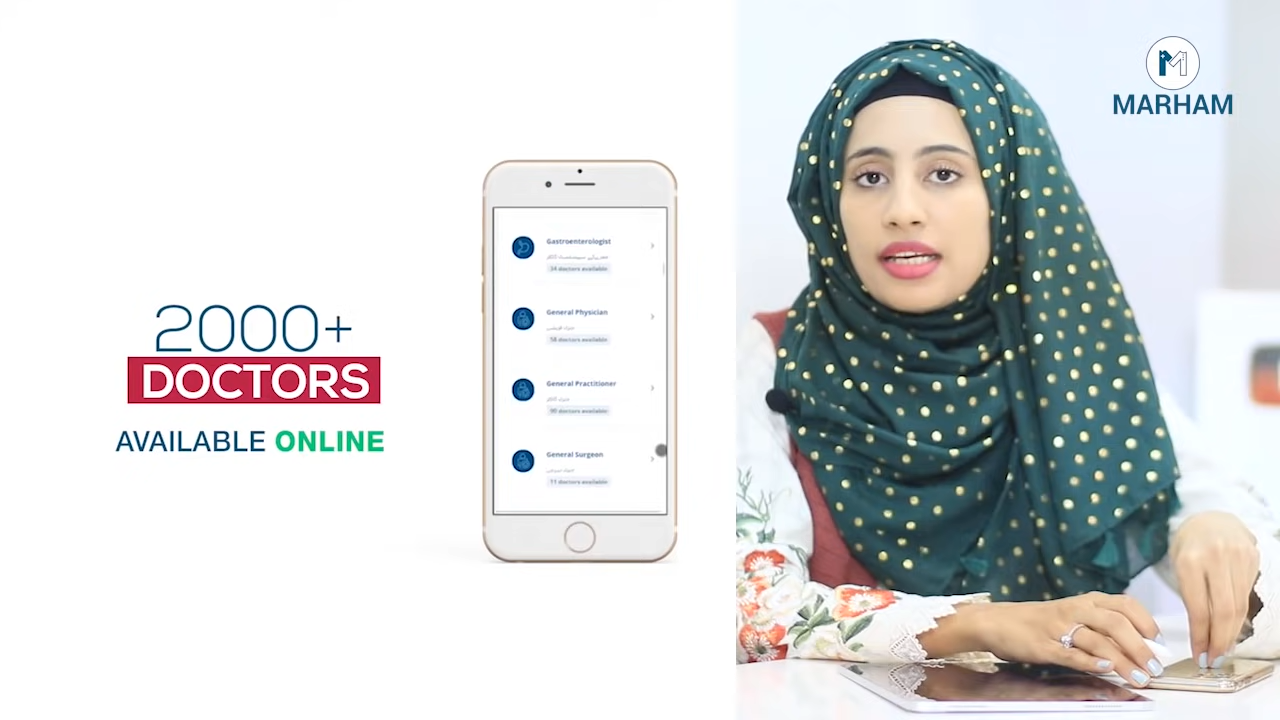 MARHAM
2000+
DOCTORS
AVAILABLE ONLINE
Gastroenterologist
34 doctors available
General Physician
58 doctors available
General Practitioner
90 doctors available
General Surgeon
11 doctors available